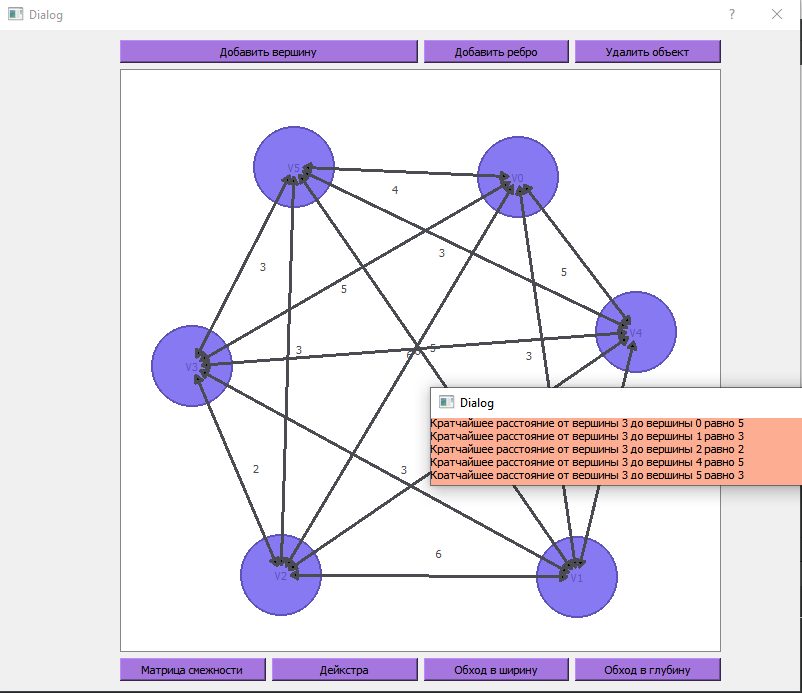 Dialog
?
Добавить вершину
Добавить ребро
Удалить объект
V5
V0
4
3
3
5
5
V4
3
5
3
V3
Dialog
Кратчайшее расстояние от вершины 3 до вершины 0 равно 5
Кратчайшее расстояние от вершины 3 до вершины 1 равно 3
Кратчайшее расстояние от вершины 3 до вершины 2 равно 2
Кратчайшее расстояние от вершины 3 до вершины 4 равно 5
Кратчайшее расстояние от вершины 3 до вершины 5 равно 3
2
3
6
V2
V1
Матрица смежности
Дейкстра
Обход в ширину
Обход в глубину